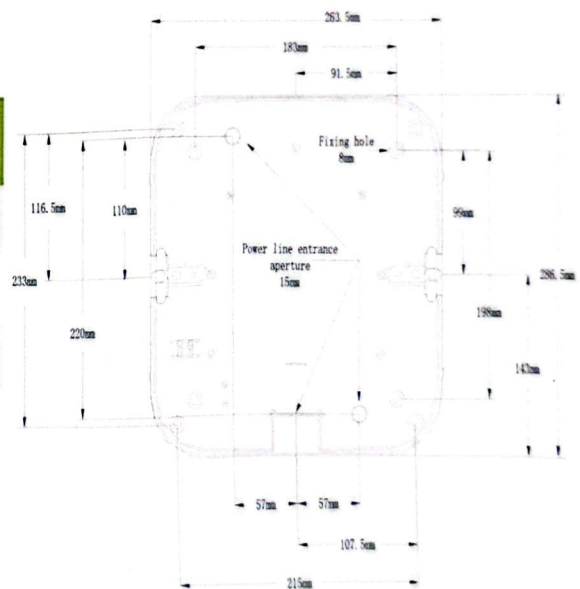 263.5mm
183mm
91.5mm
Fixing hole
8mm
116.5mm
110mm
99mm
Power line entrance
aperture
15mm
233mm
286.5mm
198mm
220mm
143mm
57mm
57mm
107.5mm
215mm